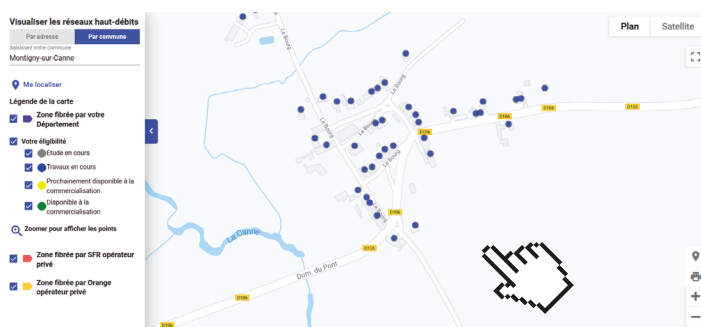 Visualiser les réseaux haut-débits
Par adresse
Par commune
Saisissez votre commune
Montigny-sur-Canne
Me localiser
Légende de la carte
Zone fibrée par votre
Département
Votre éligibilité
Etude en cours
Travaux en cours
Prochainement disponible à la
commercialisation
Disponible à la
commercialisation
Zoomer pour afficher les points
Zone fibrée par SFR opérateur
privé
Zone fibrée par Orange
opérateur privé
Plan
Satellite
Le Bourg
Le Bourg
Le Bourg
Le Bourg
Le Bourg
Le Bourg
D106
D106
D106
D106
D106
D106
D106
D106
La Canne
Dom. du Pont